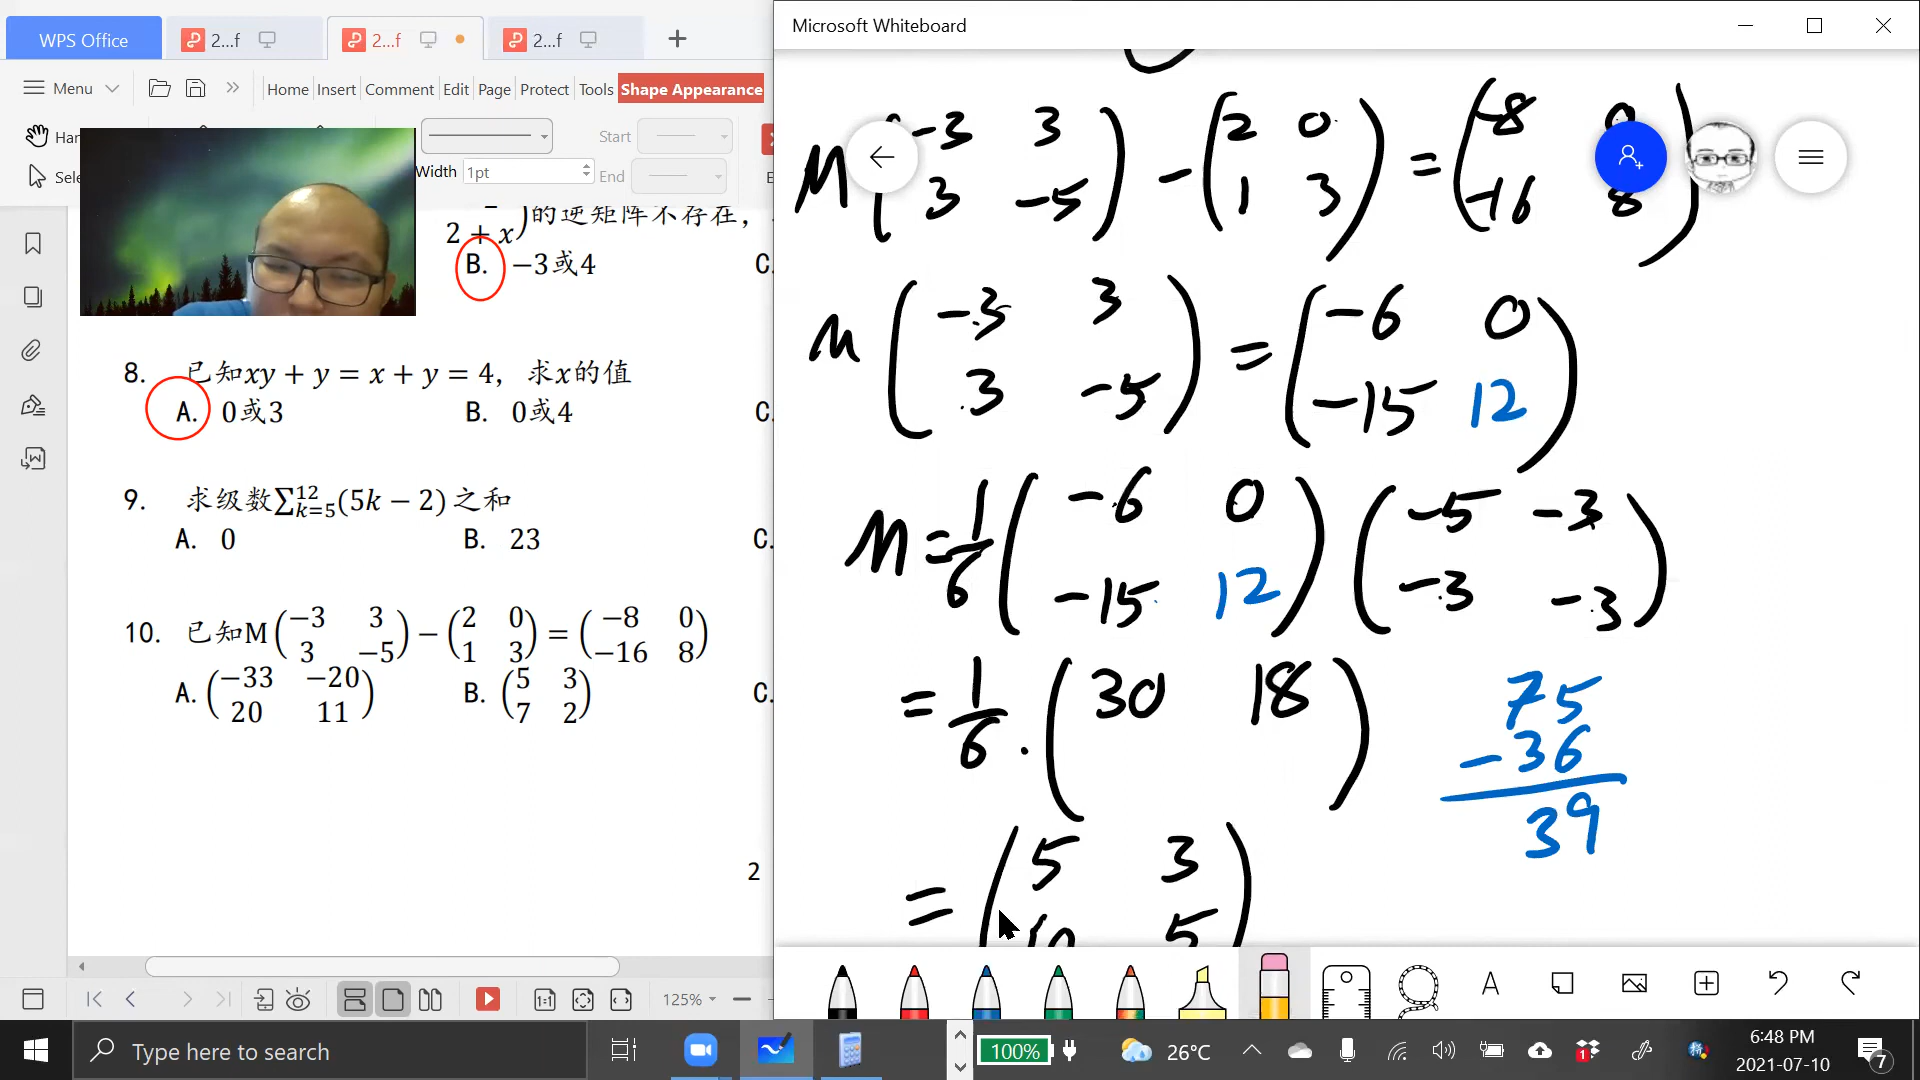 WPS Office
2...f
2...f
2...f
Microsoft Whiteboard
Menu
Home Insert Comment Edit Page Protect Tools Shape Appearance
Start
Width 1pt
End
2 + x)的逆矩阵不存在，
B. −3或4
C.
8. 已知xy + y = x + y = 4，求x的值
A. 0或3 B. 0或4 C.
9. 求级数∑_{k=5}^{12}(5k − 2)之和
A. 0 B. 23 C.
10. 已知M(−3 3 − (2 0 = (−8 0
3 −5) 1 3) −16 8)
A. (−33 −20 B. (5 3 C.
20 11) 7 2)
2
125%
M(-3 3 - (2 0 = (-8 0
3 -5) 1 3) -16 8)
M(-3 3 = (-6 0
3 -5) -15 12)
M = 1/6 (-6 0 (-5 -3
-15 12) -3 -3)
= 1/6 · (30 18)
75
-36
39
= (5 3
5
A
Type here to search
100%
26°C
1
6:48 PM
2021-07-10
7